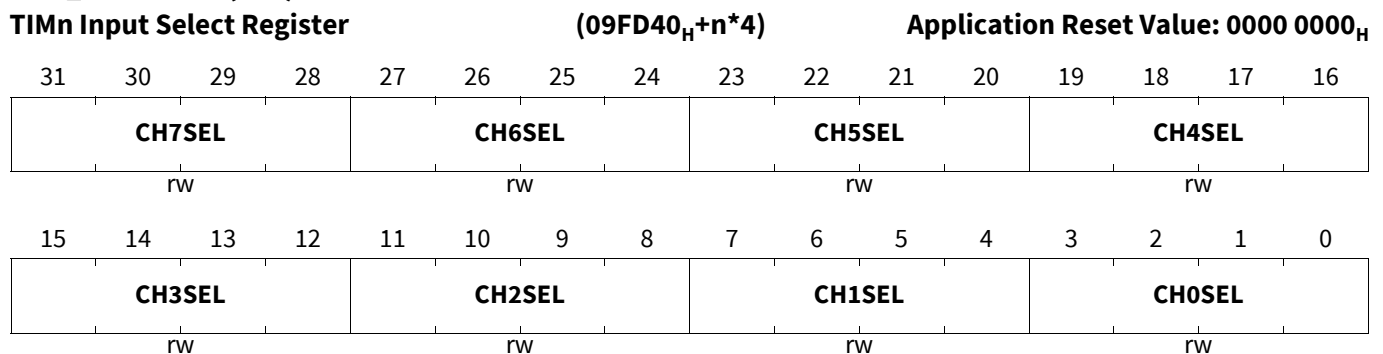 TIMn Input Select Register (09FD40H+n*4) Application Reset Value: 0000 0000H
31 30 29 28 27 26 25 24 23 22 21 20 19 18 17 16
CH7SEL CH6SEL CH5SEL CH4SEL
rw rw rw rw
15 14 13 12 11 10 9 8 7 6 5 4 3 2 1 0
CH3SEL CH2SEL CH1SEL CH0SEL
rw rw rw rw